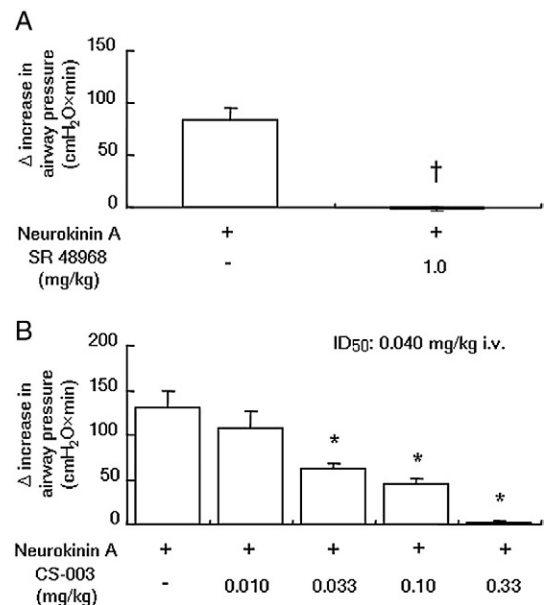 A
Δ increase in
airway pressure
(cmH₂O×min)
150
100
50
0
†
Neurokinin A + +
SR 48968
(mg/kg) - 1.0
B
ID₅₀: 0.040 mg/kg i.v.
Δ increase in
airway pressure
(cmH₂O×min)
200
150
100
50
0
* * *
Neurokinin A + + + + +
CS-003
(mg/kg) - 0.010 0.033 0.10 0.33